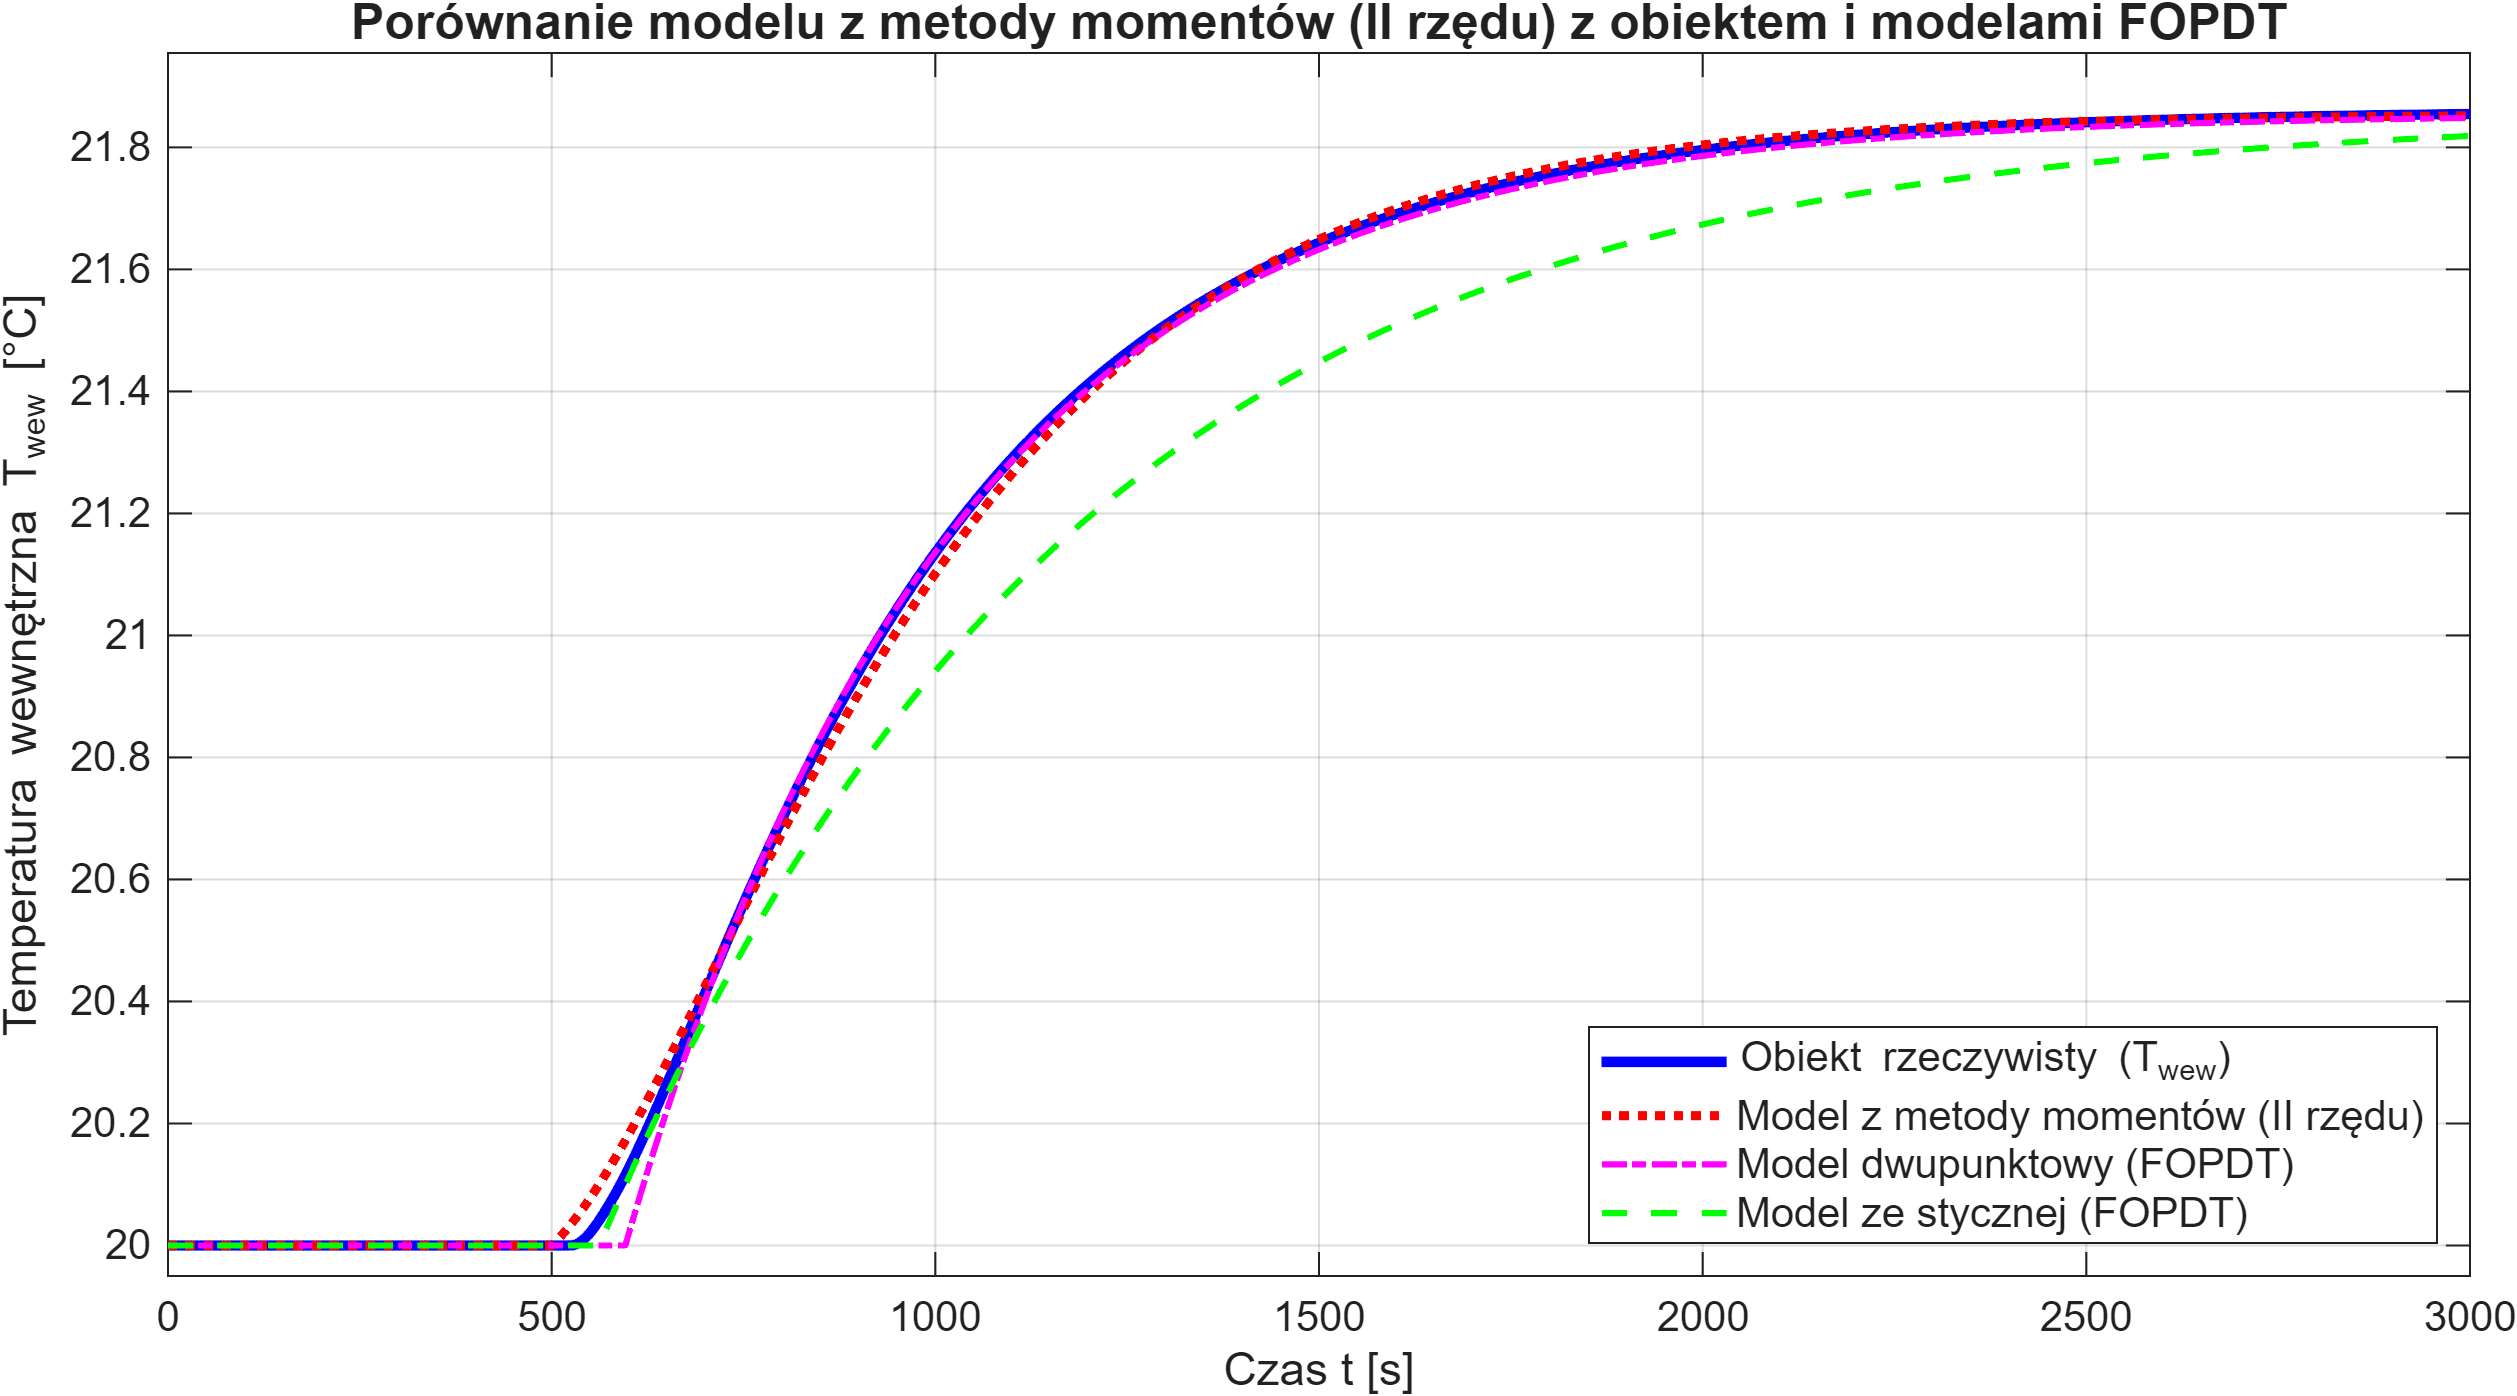 Porównanie modelu z metody momentów (II rzędu) z obiektem i modelami FOPDT
Temperatura wewnętrzna T_wew [°C]
21.8
21.6
21.4
21.2
21
20.8
20.6
20.4
20.2
20
Obiekt rzeczywisty (T_wew)
Model z metody momentów (II rzędu)
Model dwupunktowy (FOPDT)
Model ze stycznej (FOPDT)
0 500 1000 1500 2000 2500 3000
Czas t [s]